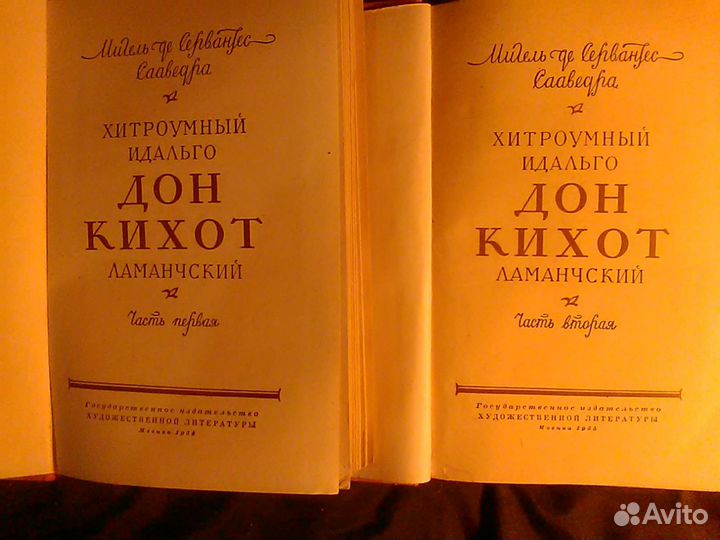 Мигель де Сервантес
Сааведра
ХИТРОУМНЫЙ
ИДАЛЬГО
ДОН
КИХОТ
ЛАМАНЧСКИЙ
Часть первая
Государственное издательство
ХУДОЖЕСТВЕННОЙ ЛИТЕРАТУРЫ
Москва
Мигель де Сервантес
Сааведра
ХИТРОУМНЫЙ
ИДАЛЬГО
ДОН
КИХОТ
ЛАМАНЧСКИЙ
Часть вторая
Государственное издательство
ХУДОЖЕСТВЕННОЙ ЛИТЕРАТУРЫ
Москва
Avito